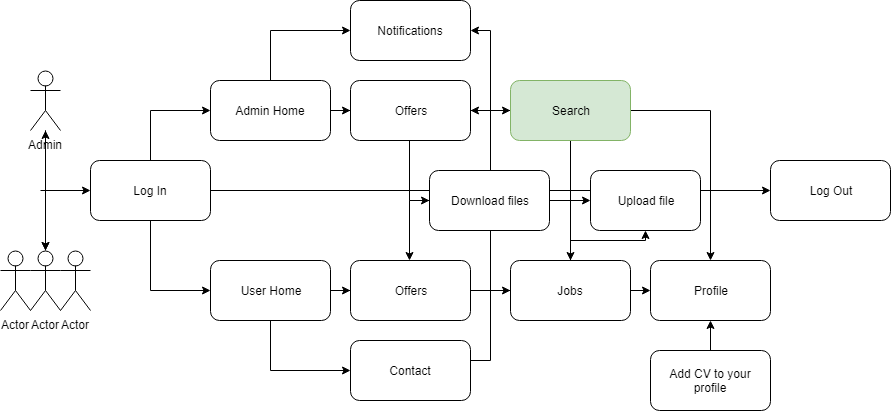 Notifications
Admin Home
Offers
Search
Admin
Log In
Download files
Upload file
Log Out
User Home
Offers
Jobs
Profile
Actor Actor Actor
Contact
Add CV to your
profile